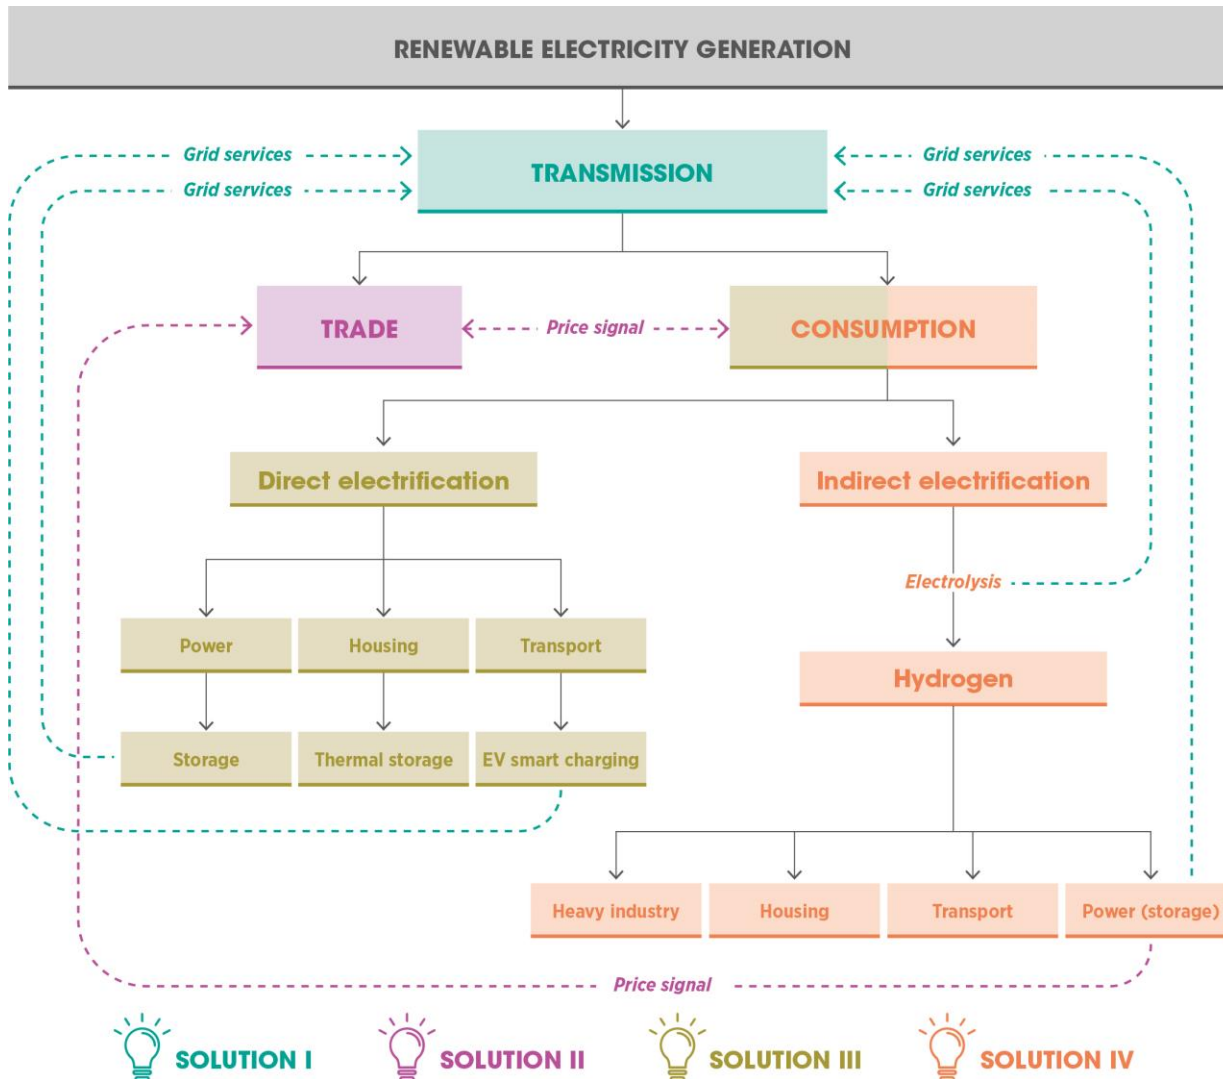 RENEWABLE ELECTRICITY GENERATION
Grid services
Grid services
TRANSMISSION
Grid services
Grid services
TRADE
Price signal
CONSUMPTION
Direct electrification
Indirect electrification
Electrolysis
Power
Housing
Transport
Hydrogen
Storage
Thermal storage
EV smart charging
Heavy industry
Housing
Transport
Power (storage)
Price signal
SOLUTION I
SOLUTION II
SOLUTION III
SOLUTION IV